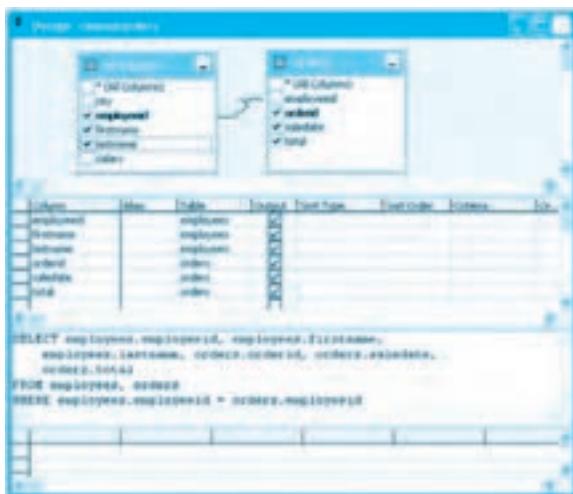 * (All Columns)
* (All Columns)
city
employeeid
employeeid
orderid
firstname
saledate
lastname
total
salary
Column Alias Table Output Sort Type Sort Order Criteria Or...
employeeid employees
firstname employees
lastname employees
orderid orders
saledate orders
total orders
SELECT employees.employeeid, employees.firstname,
employees.lastname, orders.orderid, orders.saledate,
orders.total
FROM employees, orders
WHERE employees.employeeid = orders.employeeid